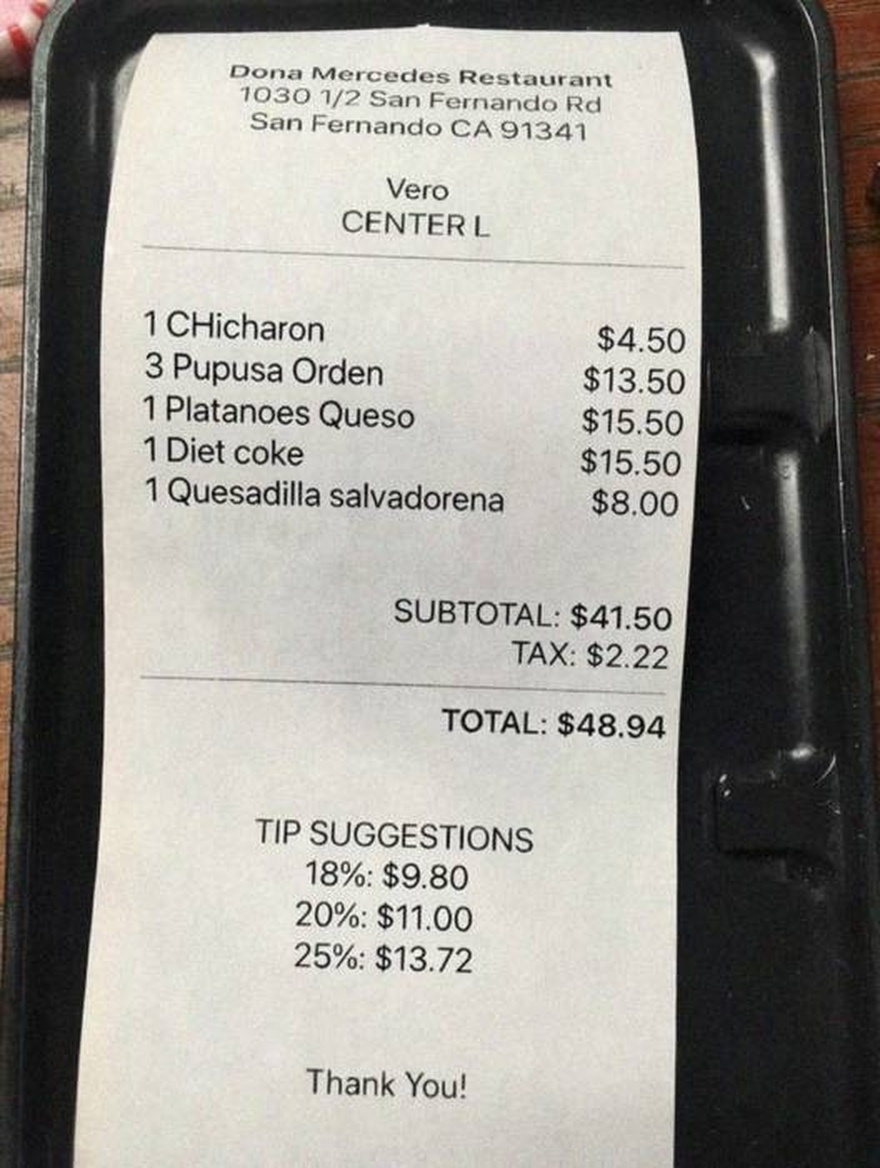 Dona Mercedes Restaurant
1030 1/2 San Fernando Rd
San Fernando CA 91341
Vero
CENTER L
1 CHicharon $4.50
3 Pupusa Orden $13.50
1 Platanoes Queso $15.50
1 Diet coke $15.50
1 Quesadilla salvadorena $8.00
SUBTOTAL: $41.50
TAX: $2.22
TOTAL: $48.94
TIP SUGGESTIONS
18%: $9.80
20%: $11.00
25%: $13.72
Thank You!